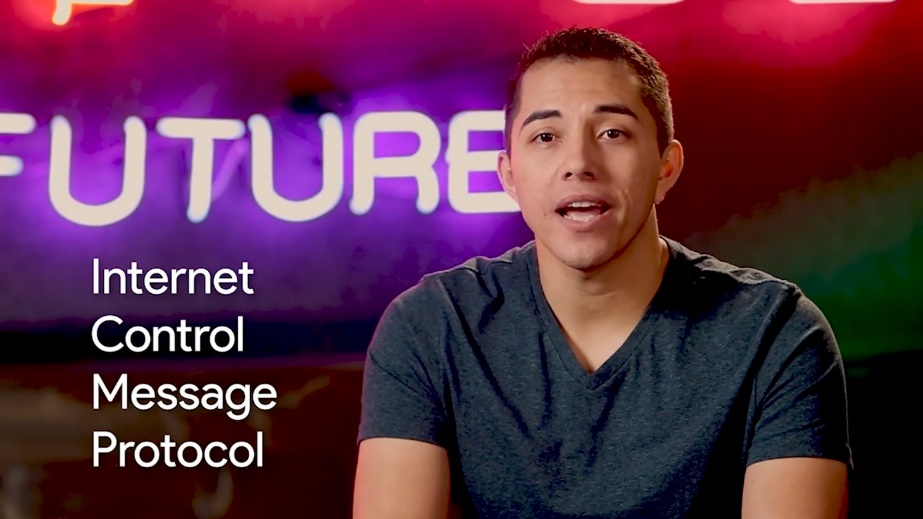 FUTURE
Internet
Control
Message
Protocol